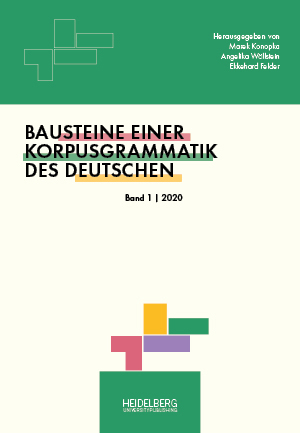 Herausgegeben von
Marek Konopka
Angelika Wöllstein
Ekkehard Felder
BAUSTEINE EINER
KORPUSGRAMMATIK
DES DEUTSCHEN
Band 1 | 2020
HEIDELBERG
UNIVERSITY PUBLISHING